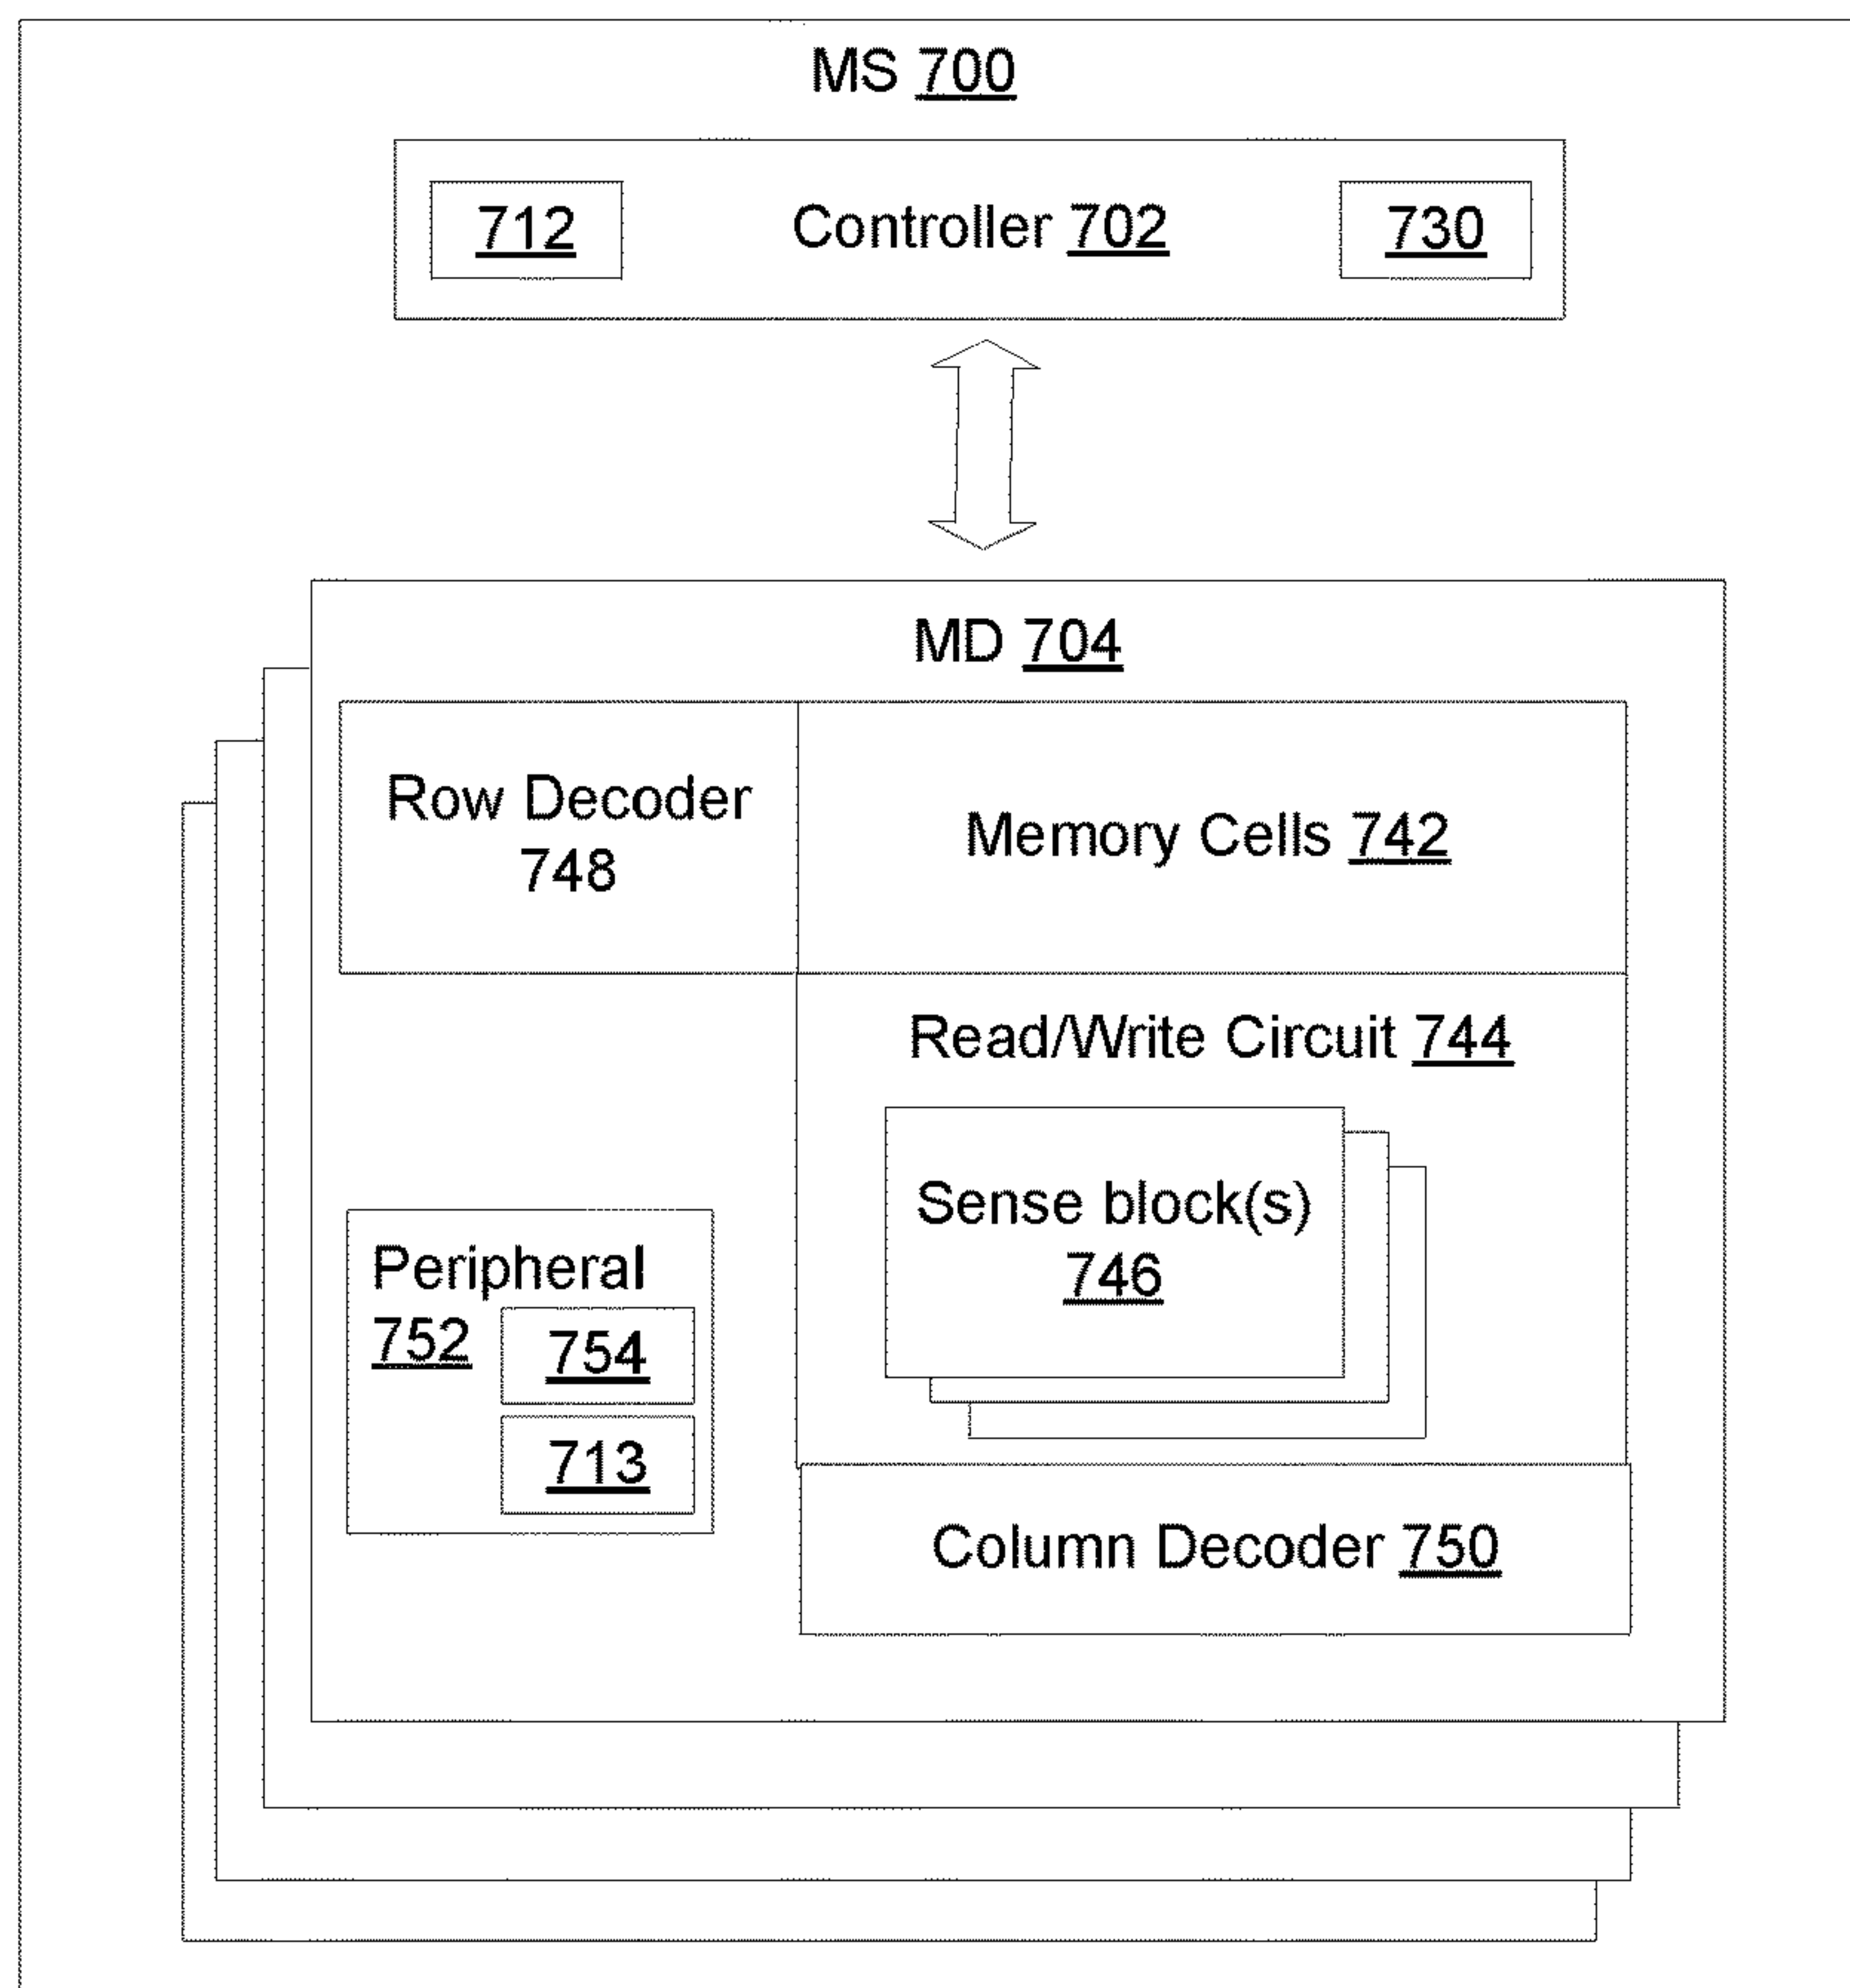 MS 700
712
Controller 702
730
MD 704
Row Decoder
748
Memory Cells 742
Read/Write Circuit 744
Sense block(s)
746
Peripheral
752
754
713
Column Decoder 750